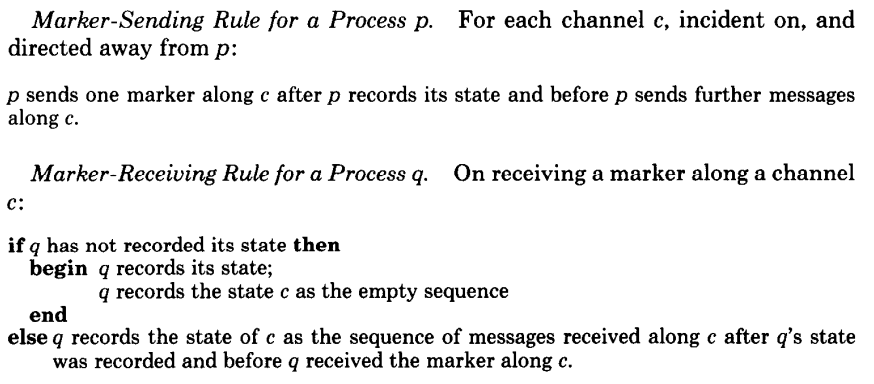 Marker-Sending Rule for a Process p. For each channel c, incident on, and
directed away from p:
p sends one marker along c after p records its state and before p sends further messages
along c.
Marker-Receiving Rule for a Process q. On receiving a marker along a channel
c:
if q has not recorded its state then
begin q records its state;
q records the state c as the empty sequence
end
else q records the state of c as the sequence of messages received along c after q's state
was recorded and before q received the marker along c.